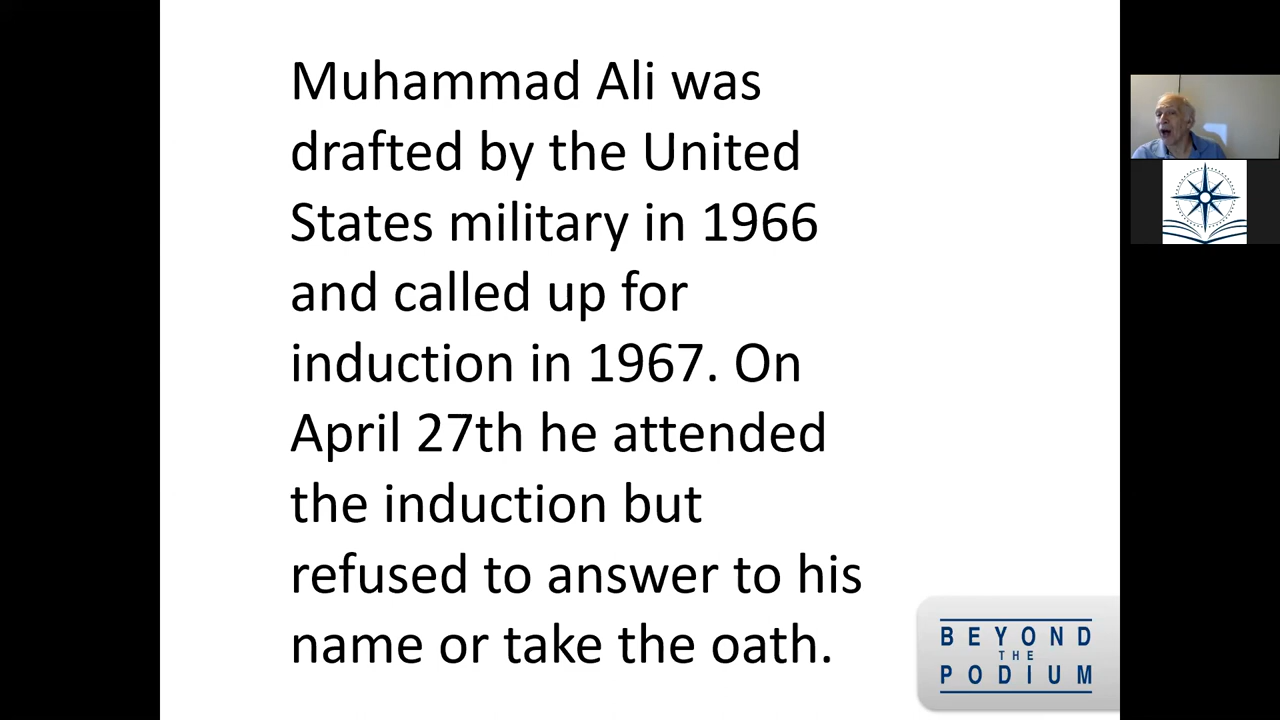 Muhammad Ali was
drafted by the United
States military in 1966
and called up for
induction in 1967. On
April 27th he attended
the induction but
refused to answer to his
name or take the oath.
BEYOND
THE
PODIUM